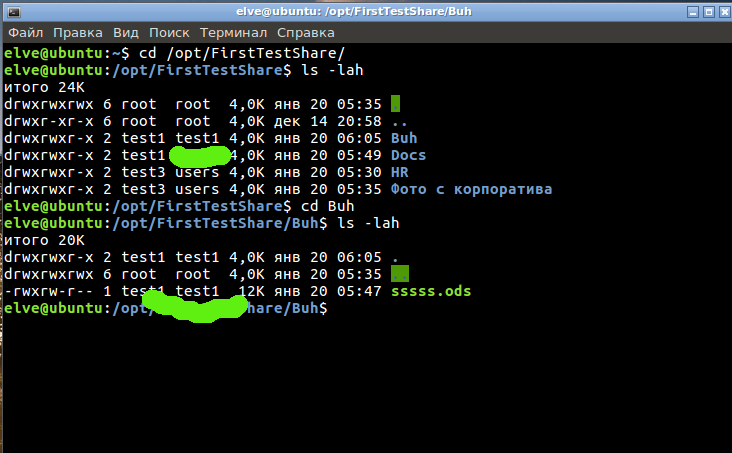 elve@ubuntu: /opt/FirstTestShare/Buh
Файл Правка Вид Поиск Терминал Справка
elve@ubuntu:~$ cd /opt/FirstTestShare/
elve@ubuntu:/opt/FirstTestShare$ ls -lah
итого 24K
drwxrwxrwx 6 root root 4,0K янв 20 05:35 .
drwxr-xr-x 6 root root 4,0K дек 14 20:58 ..
drwxrwxr-x 2 test1 test1 4,0K янв 20 06:05 Buh
drwxrwxr-x 2 test1 4,0K янв 20 05:49 Docs
drwxrwxr-x 2 test3 users 4,0K янв 20 05:30 HR
drwxrwxr-x 2 test3 users 4,0K янв 20 05:35 Фото с корпоратива
elve@ubuntu:/opt/FirstTestShare$ cd Buh
elve@ubuntu:/opt/FirstTestShare/Buh$ ls -lah
итого 20K
drwxrwxr-x 2 test1 test1 4,0K янв 20 06:05 .
drwxrwxrwx 6 root root 4,0K янв 20 05:35 ..
-rwxrw-r-- 1 test1 test1 12K янв 20 05:47 sssss.ods
elve@ubuntu:/opt/ hare/Buh$